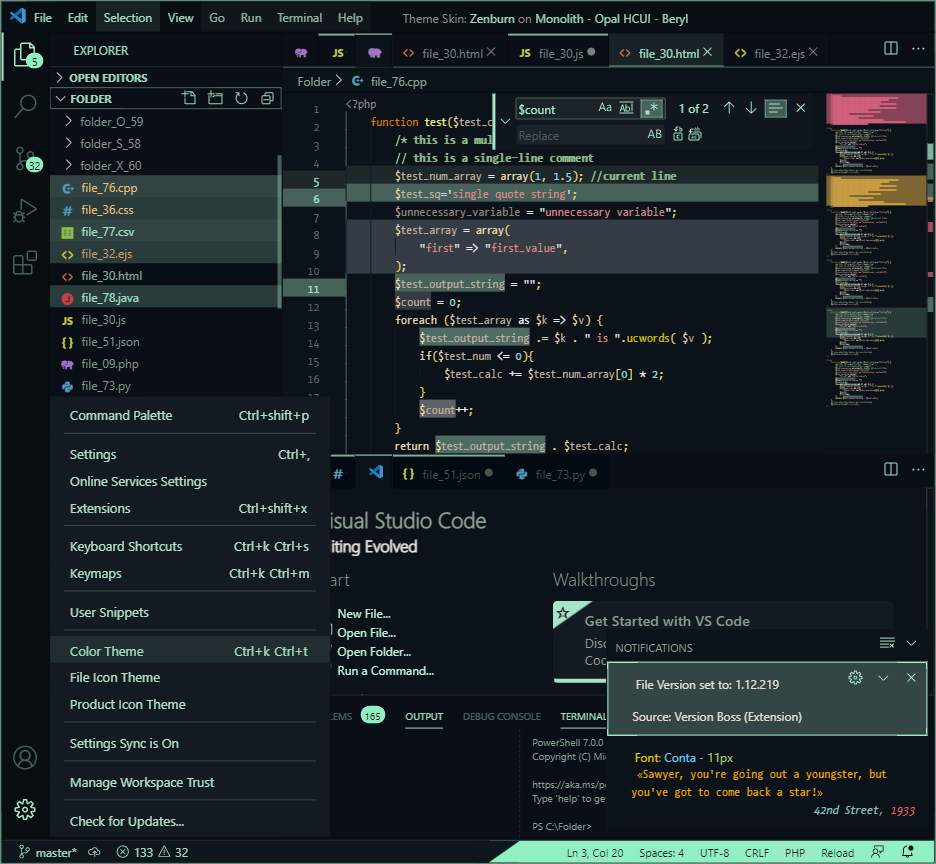 File Edit Selection View Go Run Terminal Help
Theme Skin: Zenburn on Monolith - Opal HCUI - Beryl
5
32
EXPLORER
OPEN EDITORS
FOLDER
folder_O_59
folder_S_58
folder_X_60
file_76.cpp
file_36.css
file_77.csv
file_32.ejs
file_30.html
file_78.java
file_30.js
file_51.json
file_09.php
file_73.py
JS
file_30.html
JS file_30.js
file_30.html
file_32.ejs
Folder > file_76.cpp
$count Aa Abl .* 1 of 2
Replace AB
1 <?php
2 function test($test_c
3 /* this is a mul
4 // this is a single-line comment
5 $test_num_array = array(1, 1.5); //current line
6 $test_sq='single quote string';
7 $unnecessary_variable = "unnecessary variable";
8 $test_array = array(
9 "first" => "first_value",
10 );
11 $test_output_string = "";
12 $count = 0;
13 foreach ($test_array as $k => $v) {
14 $test_output_string .= $k . " is ".ucwords( $v );
15 if($test_num <= 0){
16 $test_calc += $test_num_array[0] * 2;
}
$count++;
}
return $test_output_string . $test_calc;
# {} file_51.json file_73.py
Command Palette Ctrl+shift+p
Settings Ctrl+,
Online Services Settings
Extensions Ctrl+shift+x
Keyboard Shortcuts Ctrl+k Ctrl+s
Keymaps Ctrl+k Ctrl+m
User Snippets
Color Theme Ctrl+k Ctrl+t
File Icon Theme
Product Icon Theme
Settings Sync is On
Manage Workspace Trust
Check for Updates...
isual Studio Code
iting Evolved
art
New File...
Open File...
Open Folder...
Run a Command...
Walkthroughs
Get Started with VS Code
Disc
Coc
NOTIFICATIONS
File Version set to: 1.12.219
Source: Version Boss (Extension)
Font: Conta - 11px
«Sawyer, you're going out a youngster, but
you've got to come back a star!»
42nd Street, 1933
LEMS 165 OUTPUT DEBUG CONSOLE TERMINAL
PowerShell 7.0.0
Copyright (C) Mi
https://aka.ms/p
Type 'help' to ge
PS C:\Folder>
master* 133 32
Ln 3, Col 20 Spaces: 4 UTF-8 CRLF PHP Reload